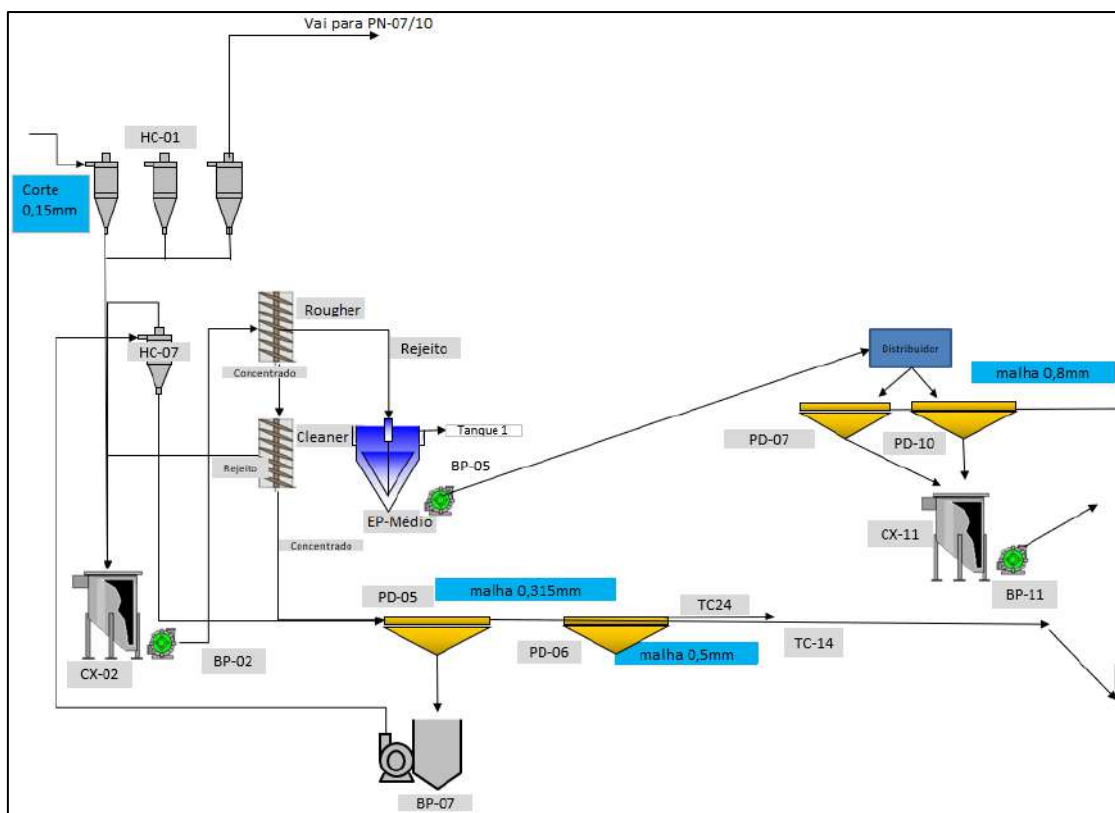 Vai para PN-07/10
HC-01
Corte
0,15mm
HC-07
Rougher
Rejeito
Concentrado
Cleaner
Tanque 1
Rejeito
BP-05
EP-Médio
Concentrado
Distribuidor
malha 0,8mm
PD-07
PD-10
CX-11
BP-11
CX-02
BP-02
PD-05
malha 0,315mm
PD-06
malha 0,5mm
TC24
TC-14
BP-07